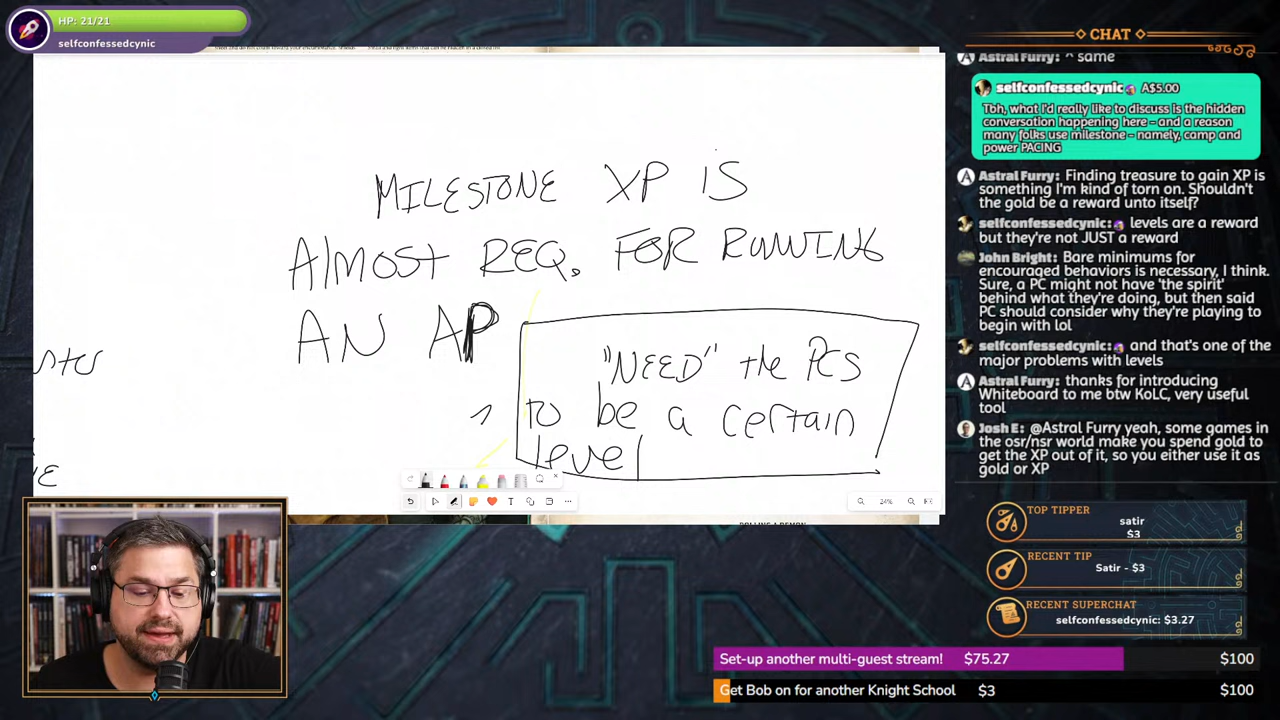 HP: 21/21
selfconfessedcynic
MILESTONE XP IS
AlMOST REQ. FOR RUNNING
AN AP
"NEED" the PCS
to be a certain
level
24%
CHAT
Astral Furry: ^ same
selfconfessedcynic A$5.00
Tbh, what i'd really like to discuss is the hidden
conversation happening here - and a reason
many folks use milestone - namely, camp and
power PACING
Astral Furry: Finding treasure to gain XP is
something I'm kind of torn on. Shouldn't
the gold be a reward unto itself?
selfconfessedcynic: levels are a reward
but they're not JUST a reward
John Bright: Bare minimums for
encouraged behaviors is necessary, I think.
Sure, a PC might not have 'the spirit'
behind what they're doing, but then said
PC should consider why they're playing to
begin with lol
selfconfessedcynic: and that's one of the
major problems with levels
Astral Furry: thanks for introducing
Whiteboard to me btw KoLC, very useful
tool
Josh E: @Astral Furry yeah, some games in
the osr/nsr world make you spend gold to
get the XP out of it, so you either use it as
gold or XP
TOP TIPPER
satir
$3
RECENT TIP
Satir - $3
RECENT SUPERCHAT
selfconfessedcynic: $3.27
Set-up another multi-guest stream! $75.27 $100
Get Bob on for another Knight School $3 $100